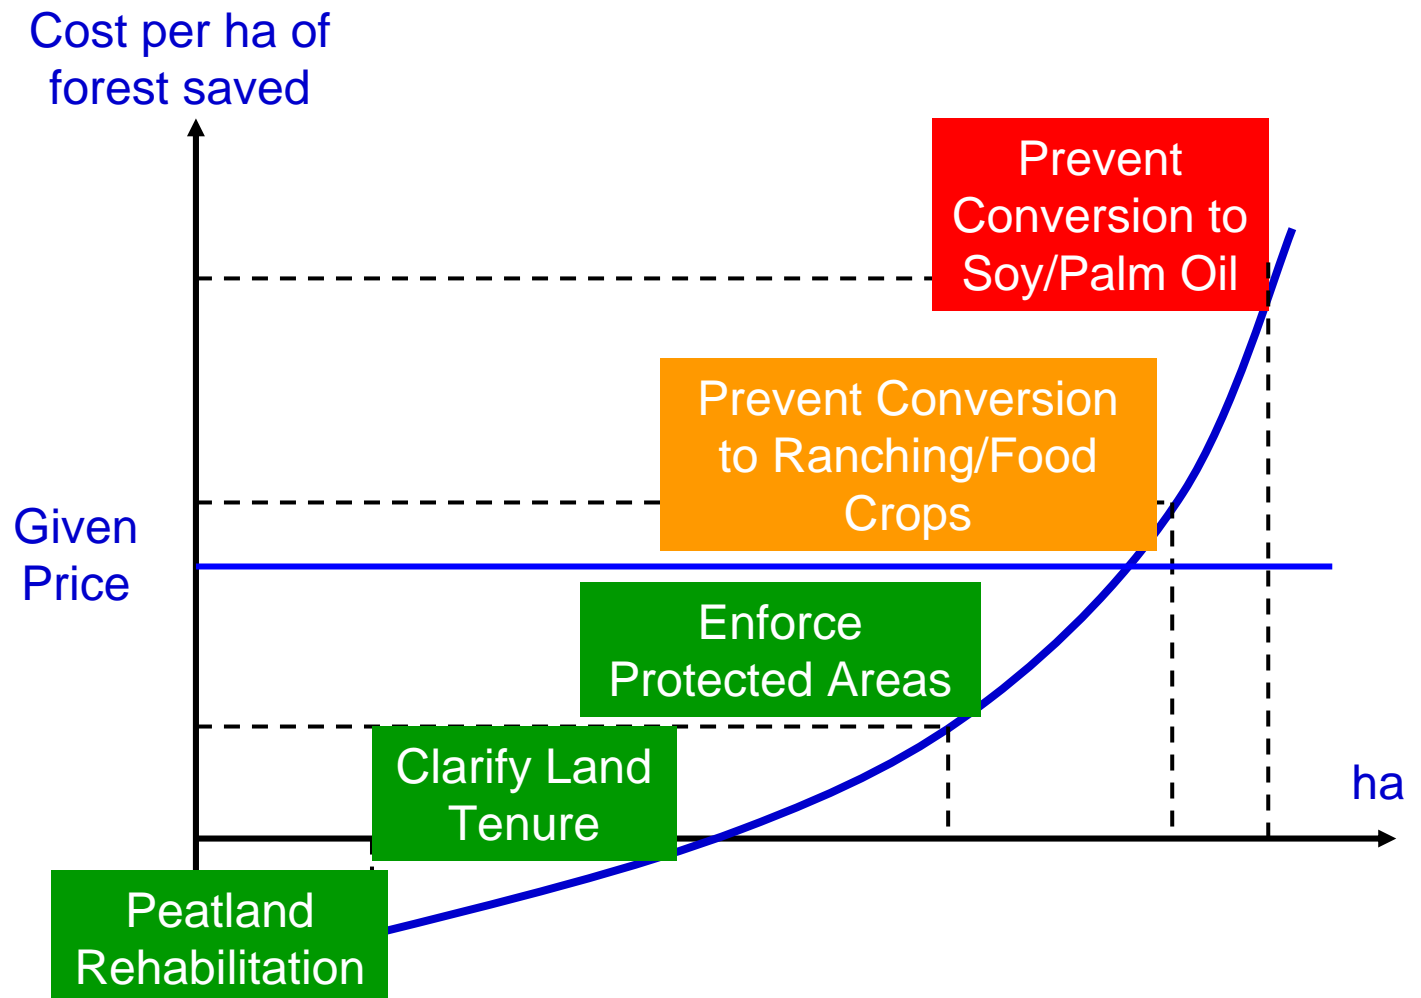 Cost per ha of
forest saved
Prevent
Conversion to
Soy/Palm Oil
Prevent Conversion
to Ranching/Food
Crops
Given
Price
Enforce
Protected Areas
Clarify Land
Tenure
ha
Peatland
Rehabilitation